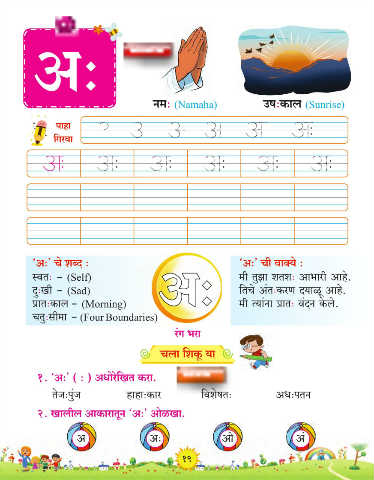 अः
नमः (Namaha)
उषःकाल (Sunrise)
पाहा
गिरवा
अः
अः अः अः अः अः अः
'अः' चे शब्द :
स्वतः – (Self)
दुःखी – (Sad)
प्रातःकाल – (Morning)
चतुःसीमा – (Four Boundaries)
अः
रंग भरा
'अः' ची वाक्ये :
मी तुझा शतशः आभारी आहे.
तिचे अंतःकरण दयाळू आहे.
मी त्यांना प्रातः वंदन केले.
चला शिकू या
१. 'अः' ( : ) अधोरेखित करा.
तेजःपुंज हाहाःकार विशेषतः अधःपतन
२. खालील आकारातून 'अः' ओळखा.
अ अः ओ अं
१९